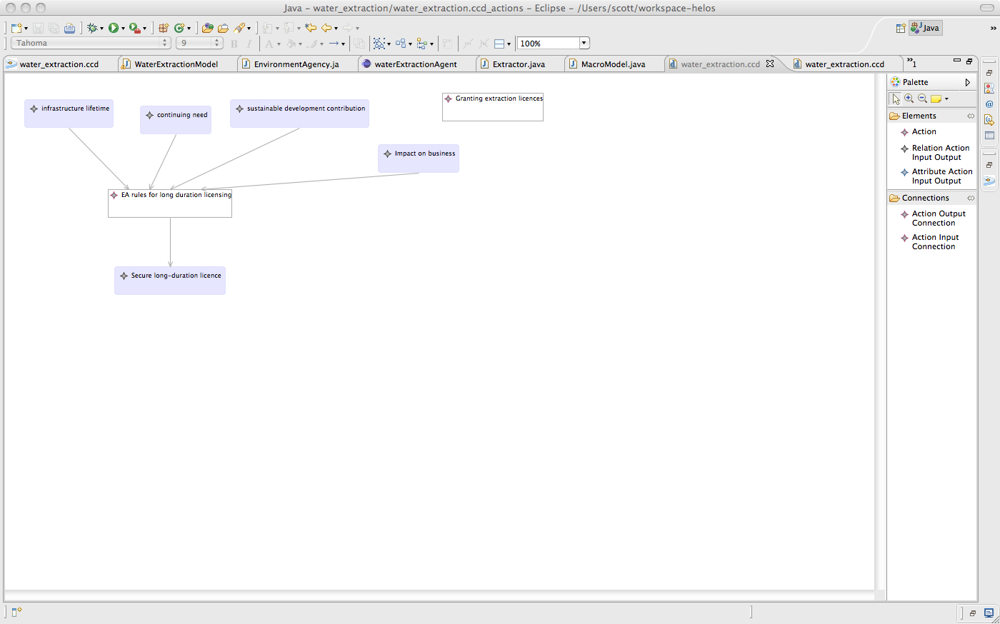 Java – water_extraction/water_extraction.ccd_actions – Eclipse – /Users/scott/workspace-helos
Java
»
Tahoma
9
B I
A
100%
water_extraction.ccd
WaterExtractionModel
EnvironmentAgency.ja
waterExtractionAgent
Extractor.java
MacroModel.java
water_extraction.ccd
water_extraction.ccd
»1
Palette
infrastructure lifetime
continuing need
sustainable development contribution
Granting extraction licences
Impact on business
EA rules for long duration licensing
Secure long-duration licence
Elements
Action
Relation Action
Input Output
Attribute Action
Input Output
Connections
Action Output
Connection
Action Input
Connection